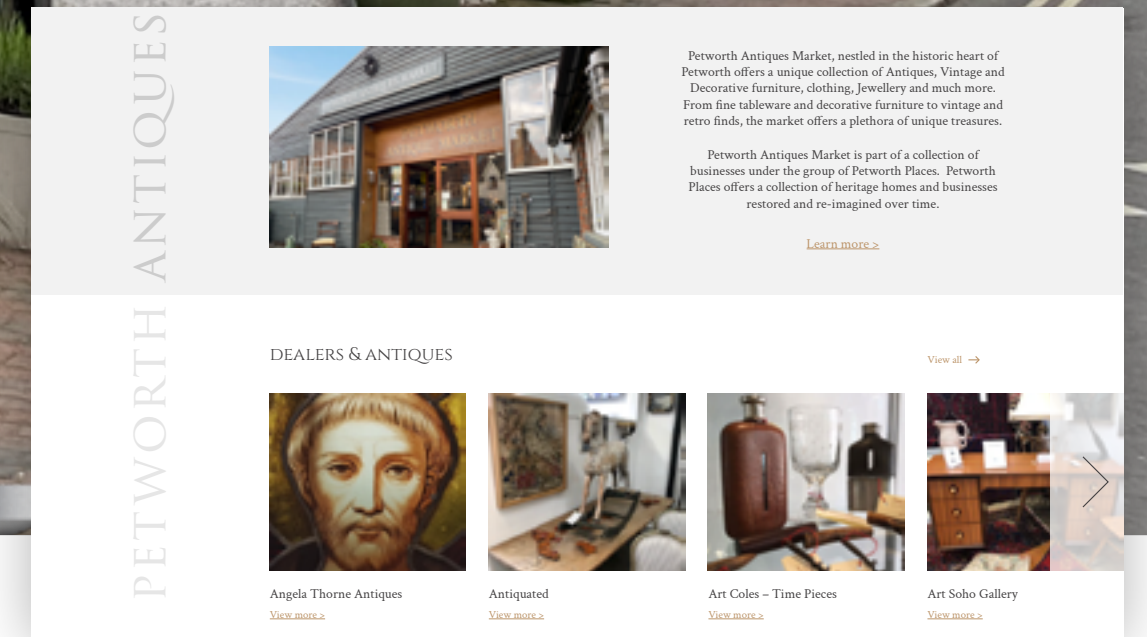 PETWORTH ANTIQUES
Petworth Antiques Market, nestled in the historic heart of
Petworth offers a unique collection of Antiques, Vintage and
Decorative furniture, clothing, Jewellery and much more.
From fine tableware and decorative furniture to vintage and
retro finds, the market offers a plethora of unique treasures.
Petworth Antiques Market is part of a collection of
businesses under the group of Petworth Places. Petworth
Places offers a collection of heritage homes and businesses
restored and re-imagined over time.
Learn more >
DEALERS & ANTIQUES
View all →
Angela Thorne Antiques
View more >
Antiquated
View more >
Art Coles – Time Pieces
View more >
Art Soho Gallery
View more >